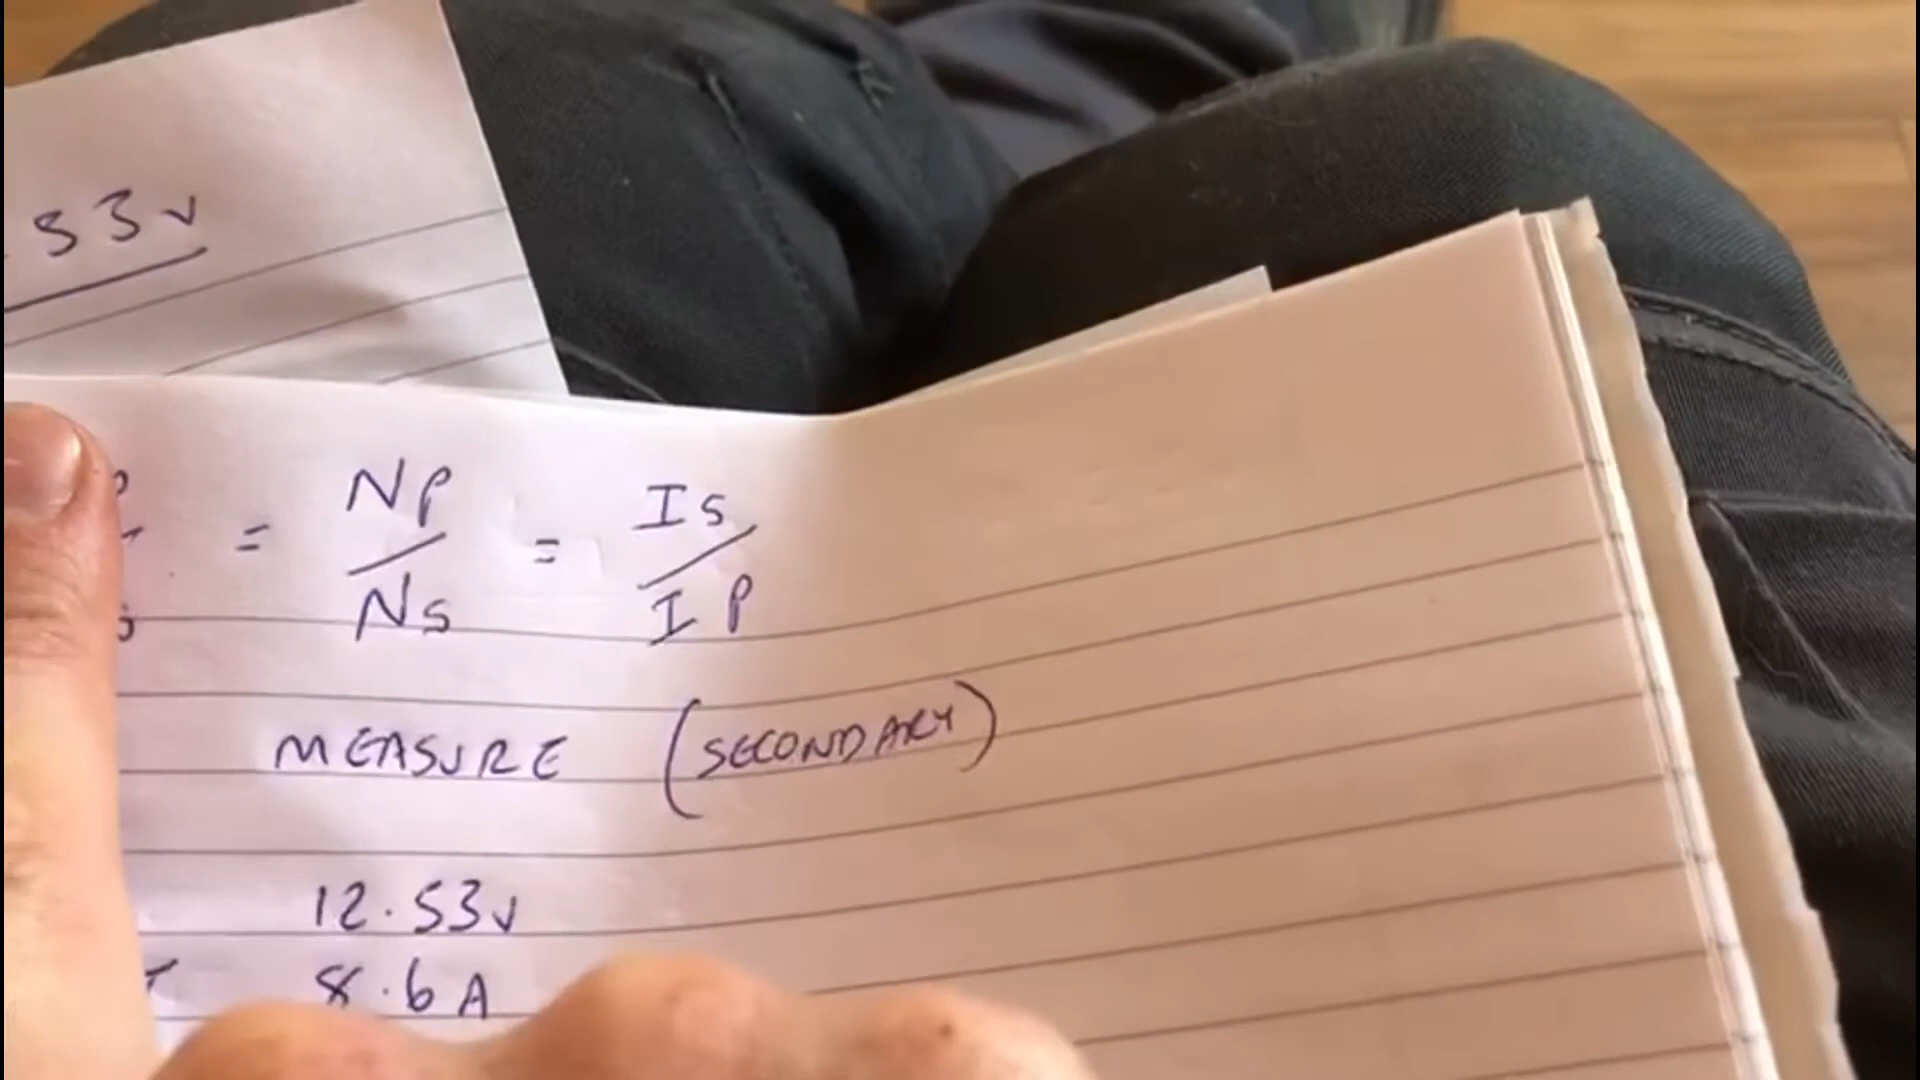 .53v
= NP/NS = IS/IP
MEASURE (SECONDARY)
12.53v
8.6A